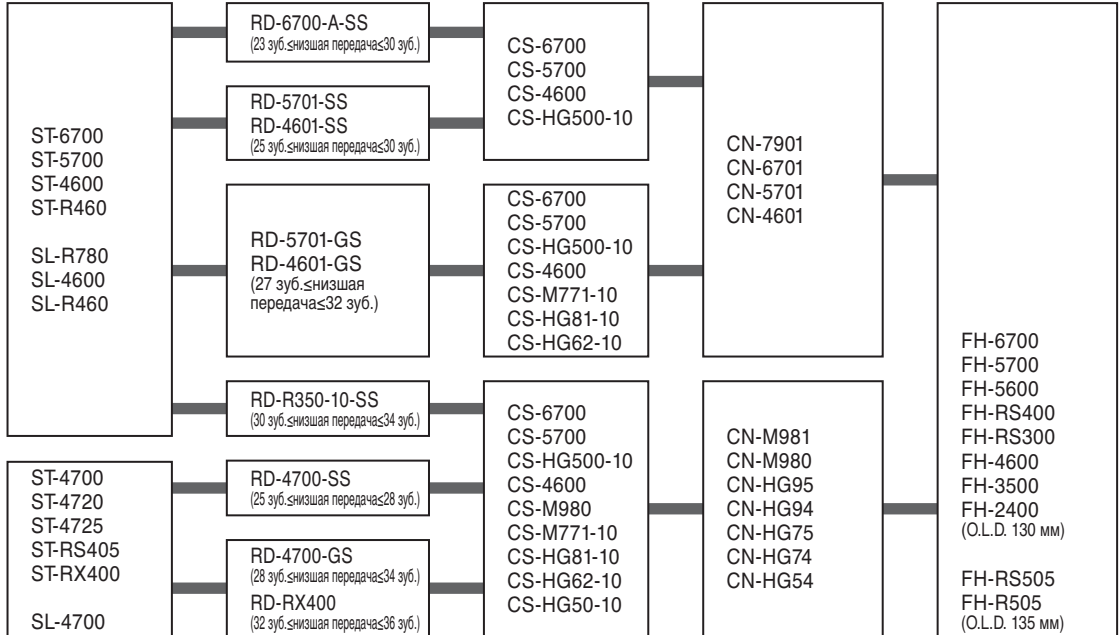 ST-6700
ST-5700
ST-4600
ST-R460
SL-R780
SL-4600
SL-R460
ST-4700
ST-4720
ST-4725
ST-RS405
ST-RX400
SL-4700
RD-6700-A-SS
(23 зуб.≤низшая передача≤30 зуб.)
RD-5701-SS
RD-4601-SS
(25 зуб.≤низшая передача≤30 зуб.)
RD-5701-GS
RD-4601-GS
(27 зуб.≤низшая
передача≤32 зуб.)
RD-R350-10-SS
(30 зуб.≤низшая передача≤34 зуб.)
RD-4700-SS
(25 зуб.≤низшая передача≤28 зуб.)
RD-4700-GS
(28 зуб.≤низшая передача≤34 зуб.)
RD-RX400
(32 зуб.≤низшая передача≤36 зуб.)
CS-6700
CS-5700
CS-4600
CS-HG500-10
CS-6700
CS-5700
CS-HG500-10
CS-4600
CS-M771-10
CS-HG81-10
CS-HG62-10
CS-6700
CS-5700
CS-HG500-10
CS-4600
CS-M980
CS-M771-10
CS-HG81-10
CS-HG62-10
CS-HG50-10
CN-7901
CN-6701
CN-5701
CN-4601
CN-M981
CN-M980
CN-HG95
CN-HG94
CN-HG75
CN-HG74
CN-HG54
FH-6700
FH-5700
FH-5600
FH-RS400
FH-RS300
FH-4600
FH-3500
FH-2400
(O.L.D. 130 мм)
FH-RS505
FH-R505
(O.L.D. 135 мм)